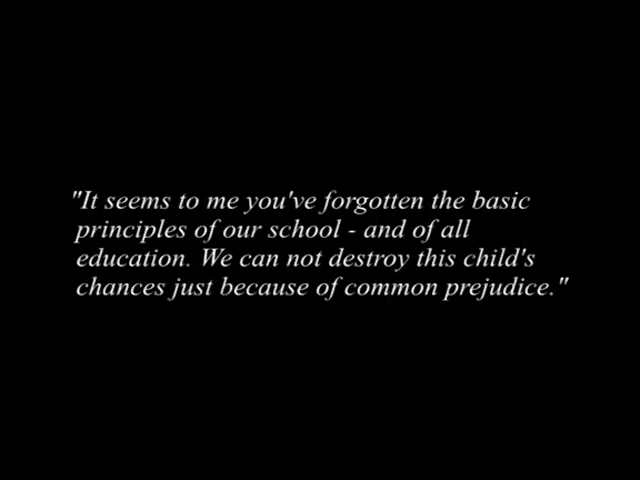 "It seems to me you've forgotten the basic
principles of our school - and of all
education. We can not destroy this child's
chances just because of common prejudice."